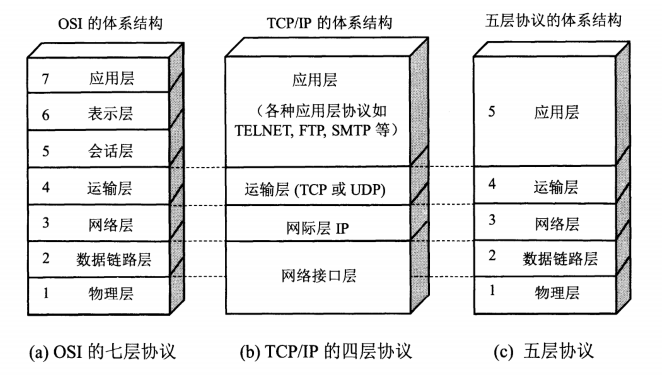 OSI 的体系结构
TCP/IP 的体系结构
五层协议的体系结构
7 应用层
6 表示层
5 会话层
4 运输层
3 网络层
2 数据链路层
1 物理层
应用层
(各种应用层协议如
TELNET, FTP, SMTP 等)
运输层 (TCP 或 UDP)
网际层 IP
网络接口层
5 应用层
4 运输层
3 网络层
2 数据链路层
1 物理层
(a) OSI 的七层协议
(b) TCP/IP 的四层协议
(c) 五层协议